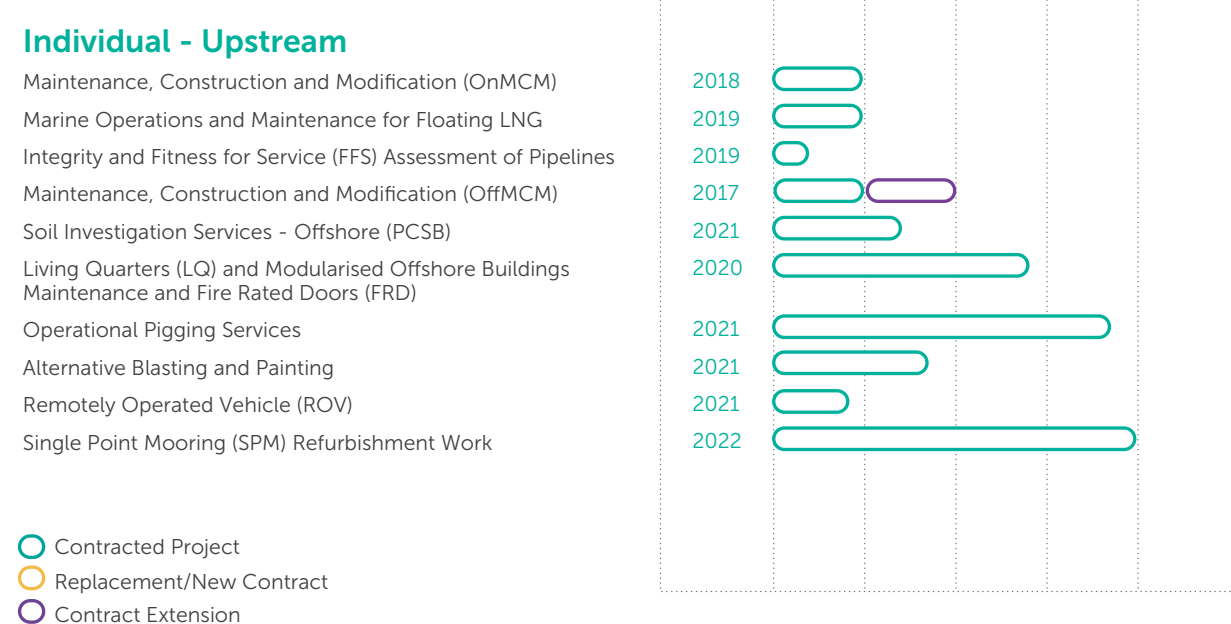 Individual - Upstream
Maintenance, Construction and Modification (OnMCM) 2018
Marine Operations and Maintenance for Floating LNG 2019
Integrity and Fitness for Service (FFS) Assessment of Pipelines 2019
Maintenance, Construction and Modification (OffMCM) 2017
Soil Investigation Services - Offshore (PCSB) 2021
Living Quarters (LQ) and Modularised Offshore Buildings 2020
Maintenance and Fire Rated Doors (FRD)
Operational Pigging Services 2021
Alternative Blasting and Painting 2021
Remotely Operated Vehicle (ROV) 2021
Single Point Mooring (SPM) Refurbishment Work 2022
Contracted Project
Replacement/New Contract
Contract Extension